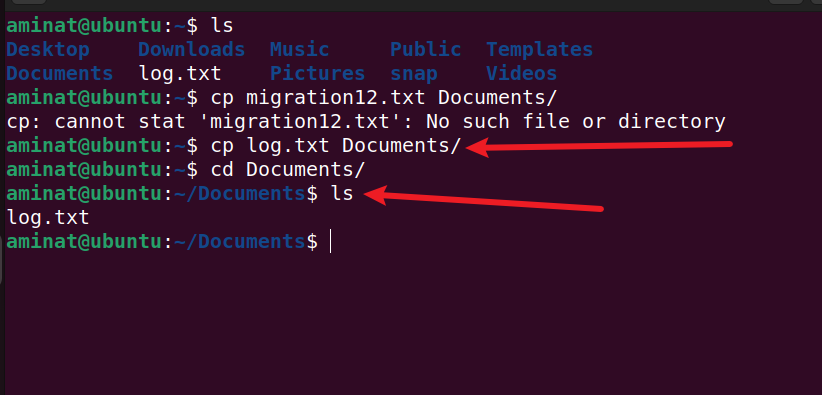 aminat@ubuntu:~$ ls
Desktop    Downloads  Music     Public  Templates
Documents  log.txt    Pictures  snap    Videos
aminat@ubuntu:~$ cp migration12.txt Documents/
cp: cannot stat 'migration12.txt': No such file or directory
aminat@ubuntu:~$ cp log.txt Documents/
aminat@ubuntu:~$ cd Documents/
aminat@ubuntu:~/Documents$ ls
log.txt
aminat@ubuntu:~/Documents$